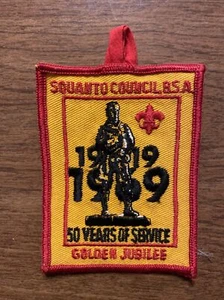 SQUANTO COUNCIL, B.S.A.
1919
1969
50 YEARS OF SERVICE
GOLDEN JUBILEE